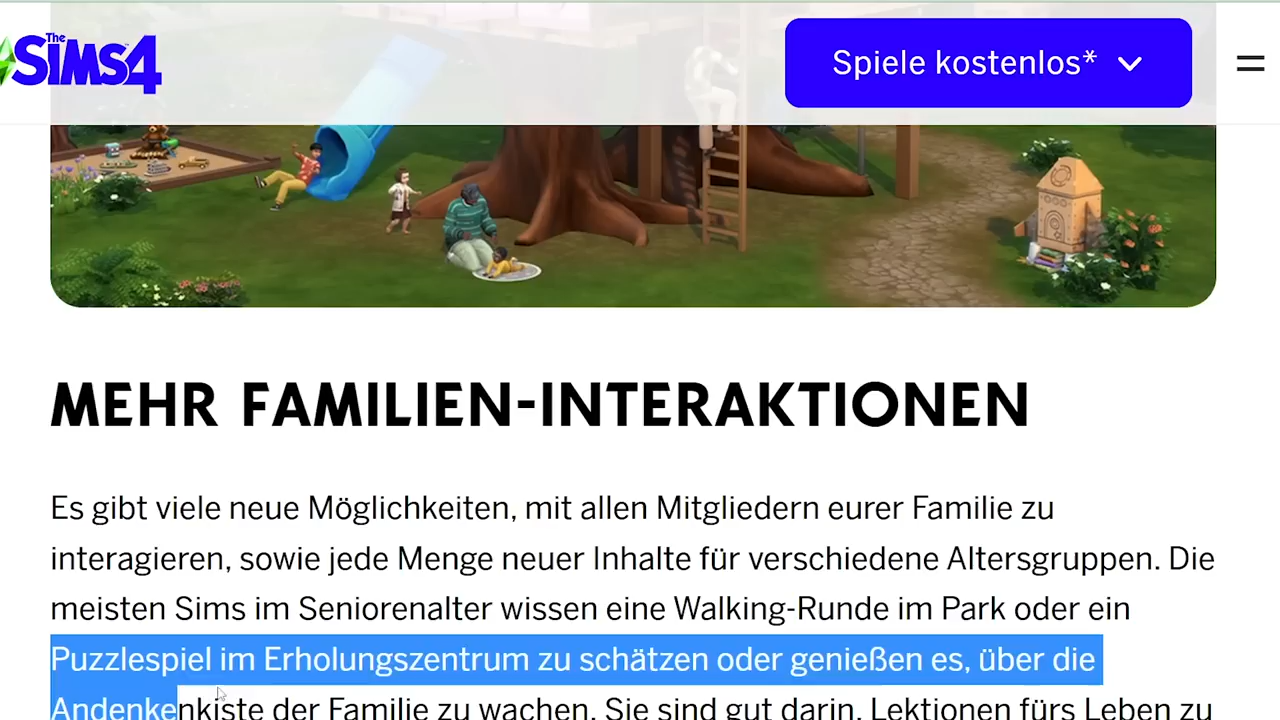 The Sims 4
Spiele kostenlos*
MEHR FAMILIEN-INTERAKTIONEN
Es gibt viele neue Möglichkeiten, mit allen Mitgliedern eurer Familie zu
interagieren, sowie jede Menge neuer Inhalte für verschiedene Altersgruppen. Die
meisten Sims im Seniorenalter wissen eine Walking-Runde im Park oder ein
Puzzlespiel im Erholungszentrum zu schätzen oder genießen es, über die
Andenkenkiste der Familie zu wachen. Sie sind gut darin, Lektionen fürs Leben zu